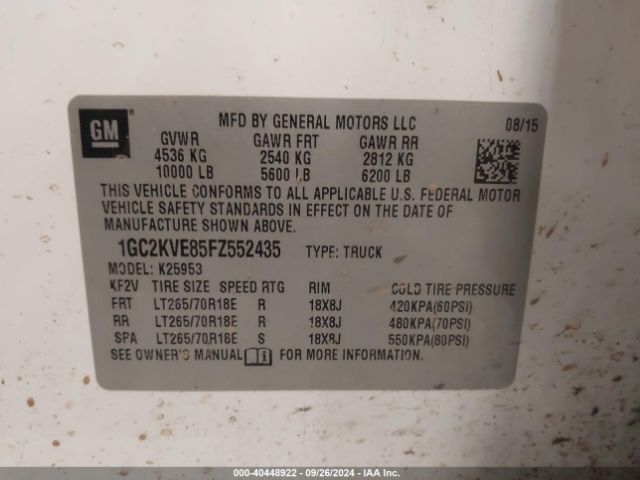 GM
MFD BY GENERAL MOTORS LLC 08/15
GVWR GAWR FRT GAWR RR
4536 KG 2540 KG 2812 KG
10000 LB 5600 LB 6200 LB
THIS VEHICLE CONFORMS TO ALL APPLICABLE U.S. FEDERAL MOTOR
VEHICLE SAFETY STANDARDS IN EFFECT ON THE DATE OF
MANUFACTURE SHOWN ABOVE.
1GC2KVE85FZ552435 TYPE: TRUCK
MODEL: K25953
KF2V TIRE SIZE SPEED RTG RIM COLD TIRE PRESSURE
FRT LT265/70R18E R 18X8J 420KPA(60PSI)
RR LT265/70R18E R 18X8J 480KPA(70PSI)
SPA LT265/70R18E S 18X8J 550KPA(80PSI)
SEE OWNER'S MANUAL FOR MORE INFORMATION.
000-40448922 - 09/26/2024 - IAA Inc.